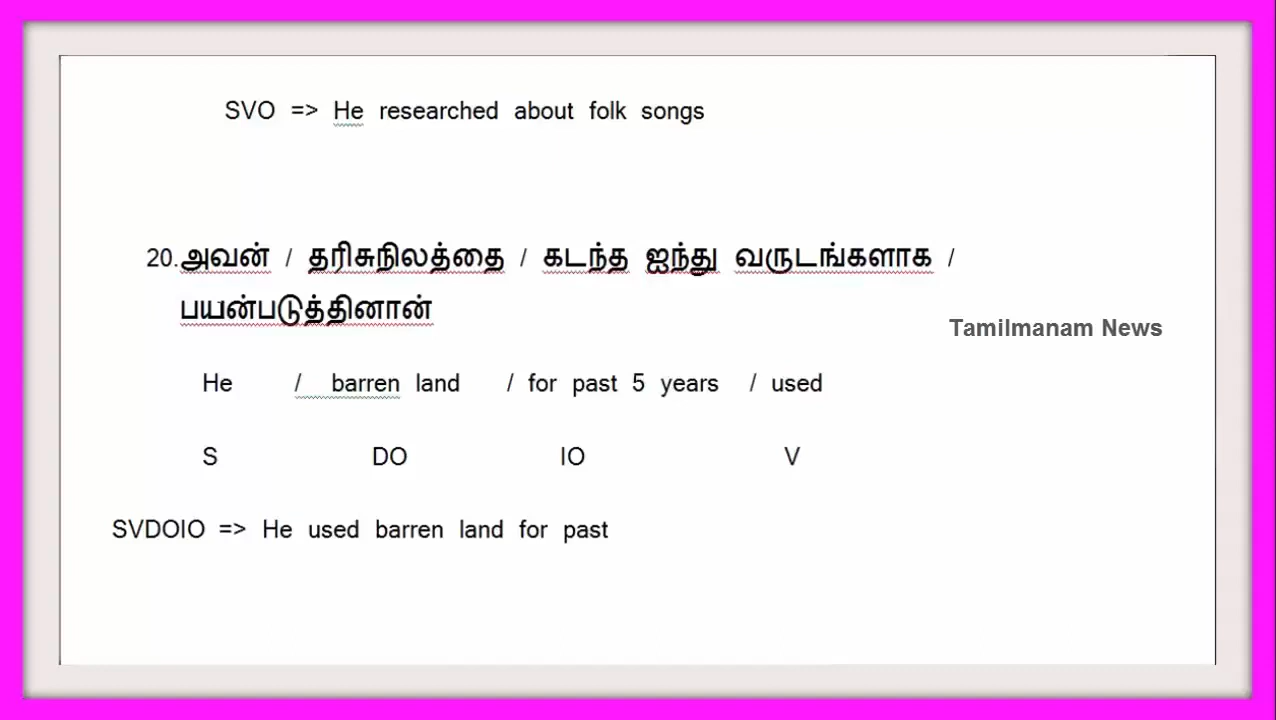 SVO => He researched about folk songs
20.அவன் / தரிசுநிலத்தை / கடந்த ஐந்து வருடங்களாக /
பயன்படுத்தினான்
Tamilmanam News
He / barren land / for past 5 years / used
S DO IO V
SVDOIO => He used barren land for past